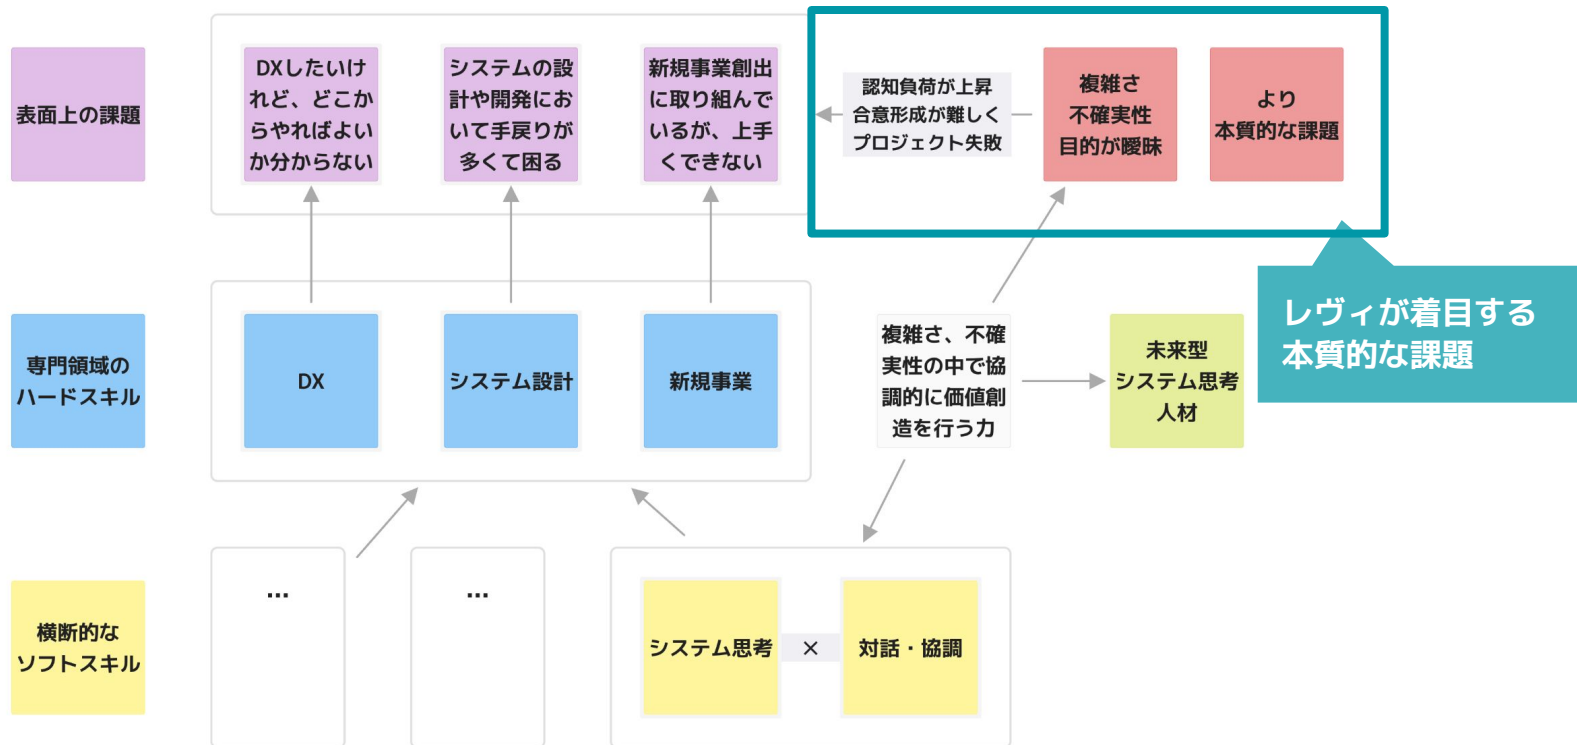 表面上の課題
DXしたいけ
れど、どこか
らやればよい
か分からない
システムの設
計や開発にお
いて手戻りが
多くて困る
新規事業創出
に取り組んで
いるが、上手
くできない
認知負荷が上昇
合意形成が難しく
プロジェクト失敗
複雑さ
不確実性
目的が曖昧
より
本質的な課題
レヴィが着目する
本質的な課題
専門領域の
ハードスキル
DX
システム設計
新規事業
複雑さ、不確
実性の中で協
調的に価値創
造を行う力
未来型
システム思考
人材
横断的な
ソフトスキル
...
...
システム思考
×
対話・協調